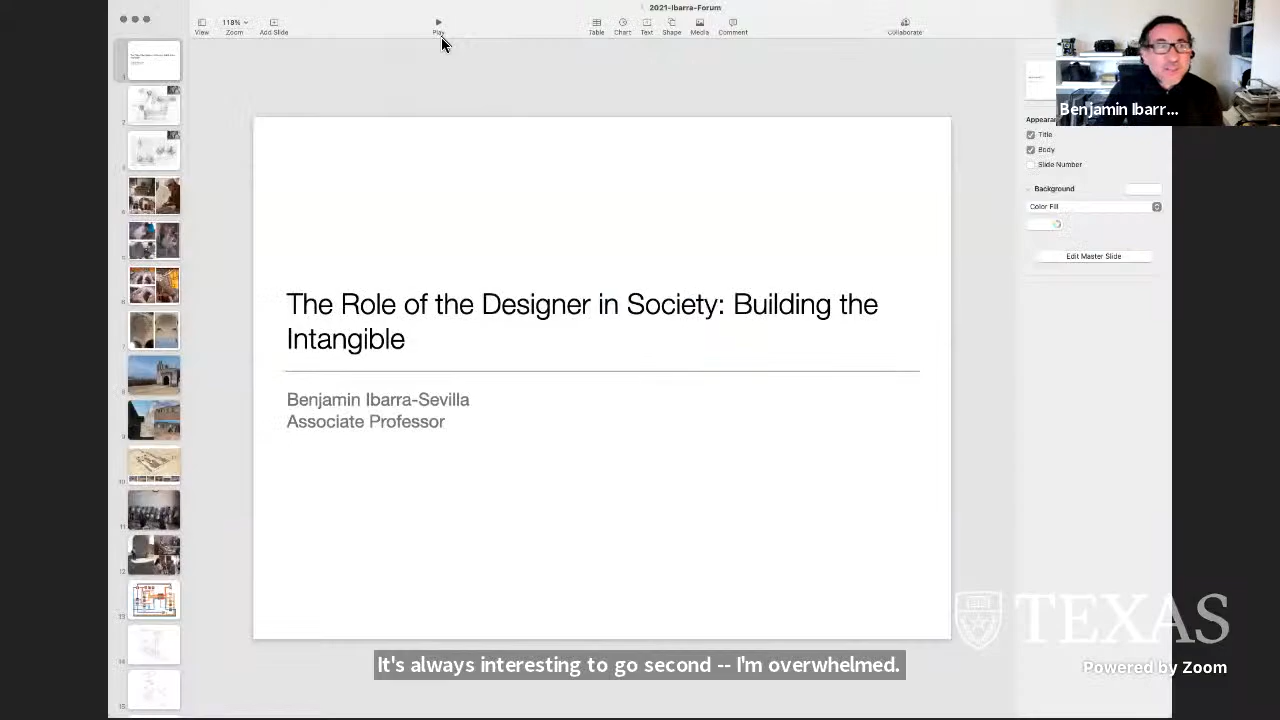 2021-Ibarra-Forum
118%
View
Zoom
Add Slide
Play
Table
Chart
Text
Shape
Media
Comment
Collaborate
Benjamin Ibarr...
Title
Body
Slide Number
Background
Color Fill
Edit Master Slide
The Role of the Designer in Society: Building the
Intangible
Benjamin Ibarra-Sevilla
Associate Professor
TEXAS
It's always interesting to go second -- I'm overwhelmed.
Powered by Zoom